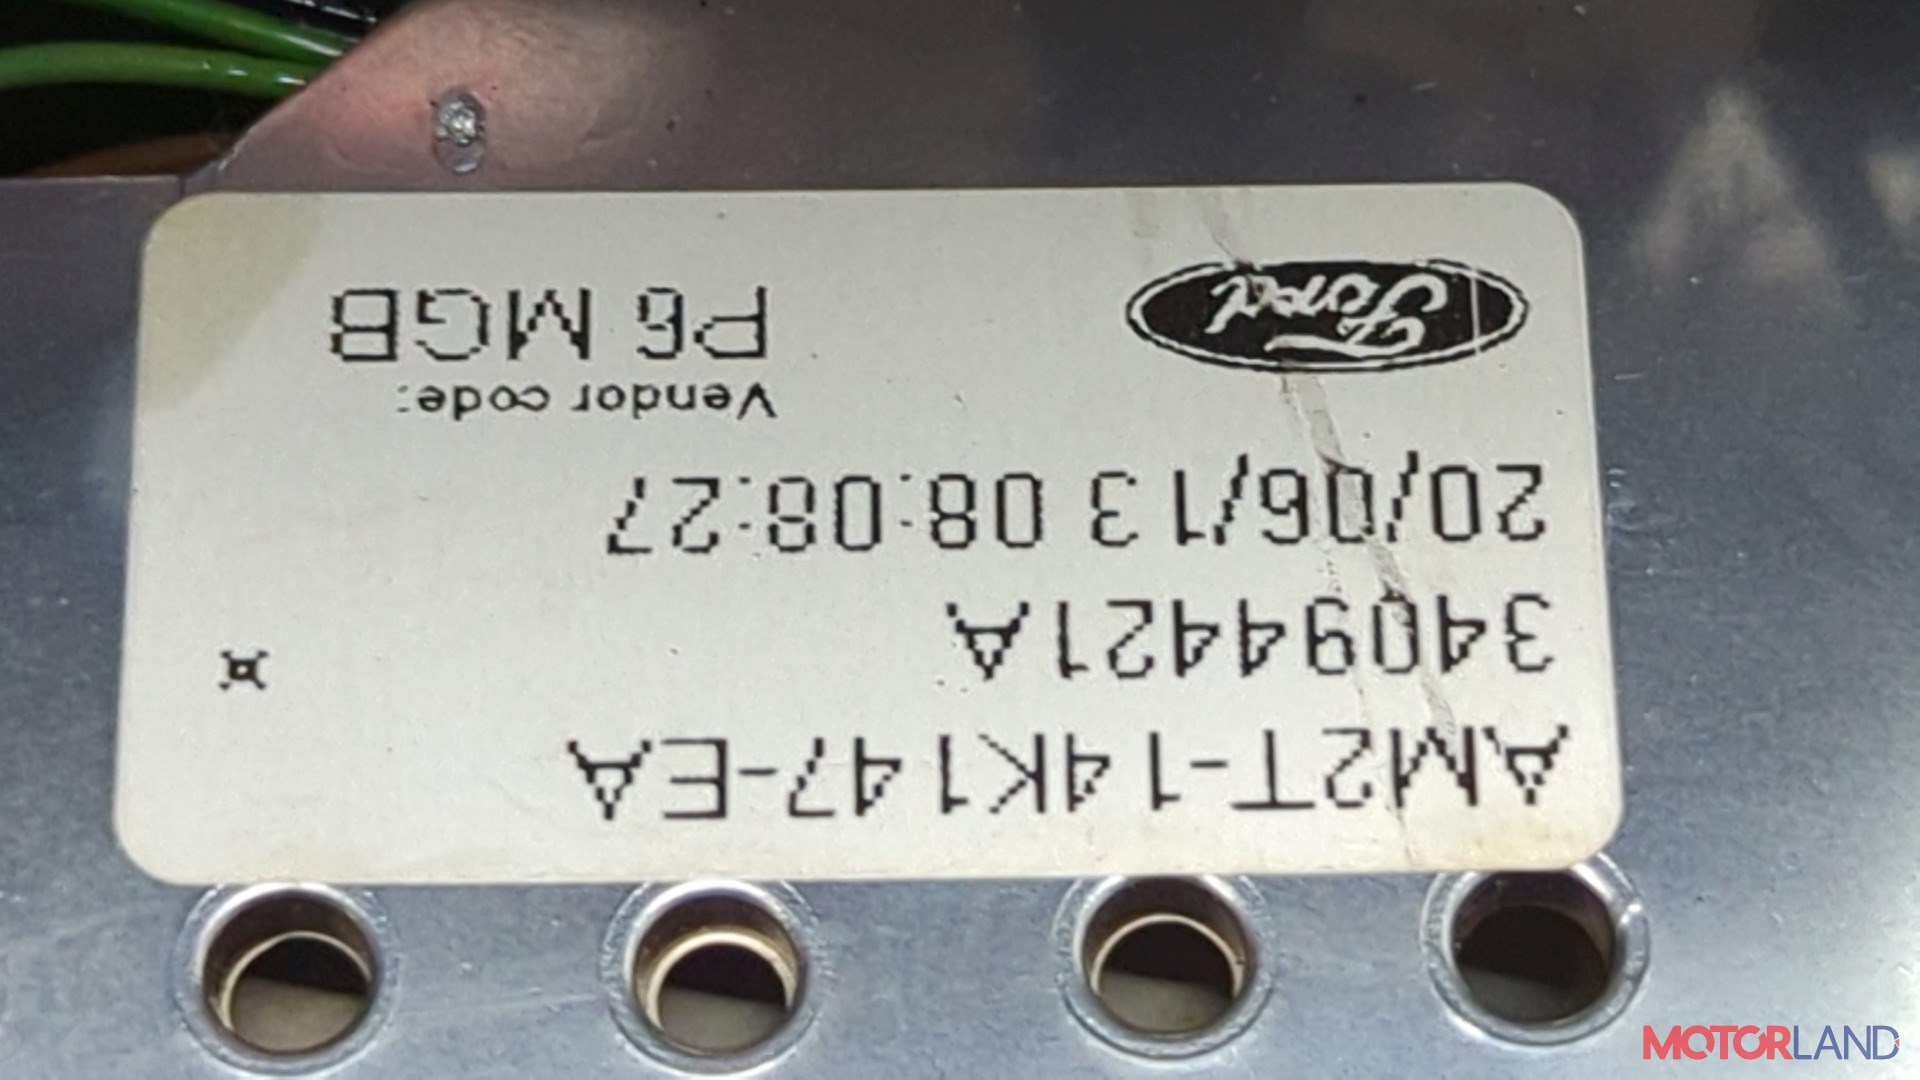 AM2T-14K147-EA
34094421A
20/06/13 08:08:27
Ford
Vendor code:
P6 MGB
MOTORLAND